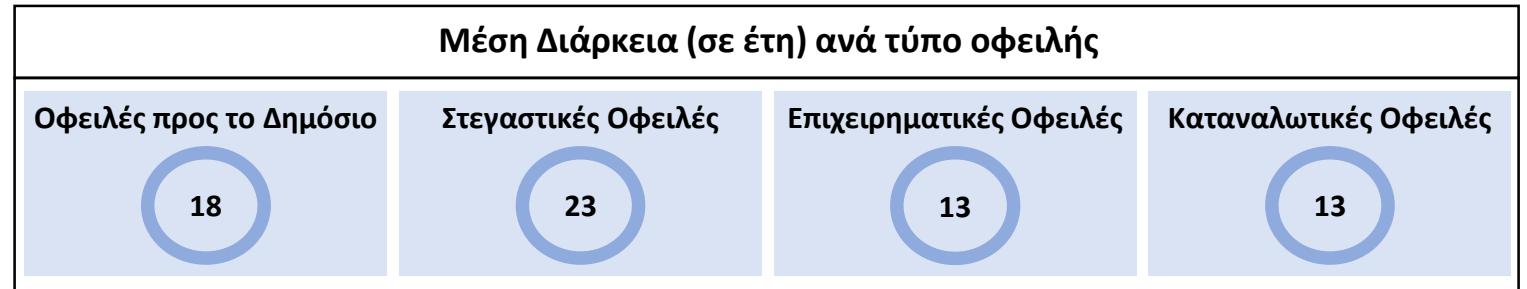 Μέση Διάρκεια (σε έτη) ανά τύπο οφειλής
Οφειλές προς το Δημόσιο
18
Στεγαστικές Οφειλές
23
Επιχειρηματικές Οφειλές
13
Καταναλωτικές Οφειλές
13